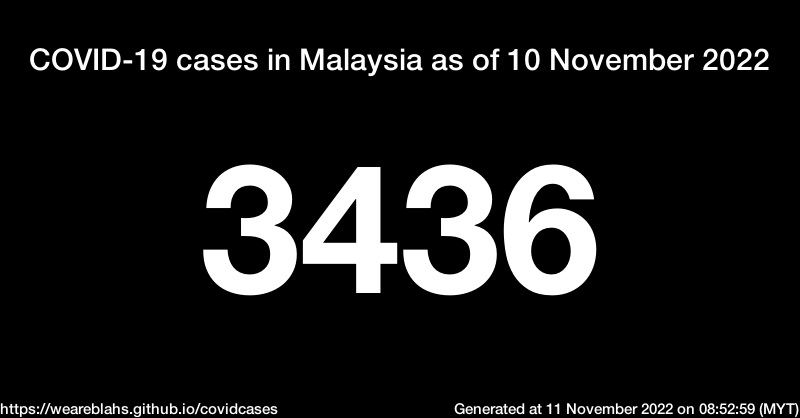 COVID-19 cases in Malaysia as of 10 November 2022
3436
https://weareblahs.github.io/covidcases
Generated at 11 November 2022 on 08:52:59 (MYT)